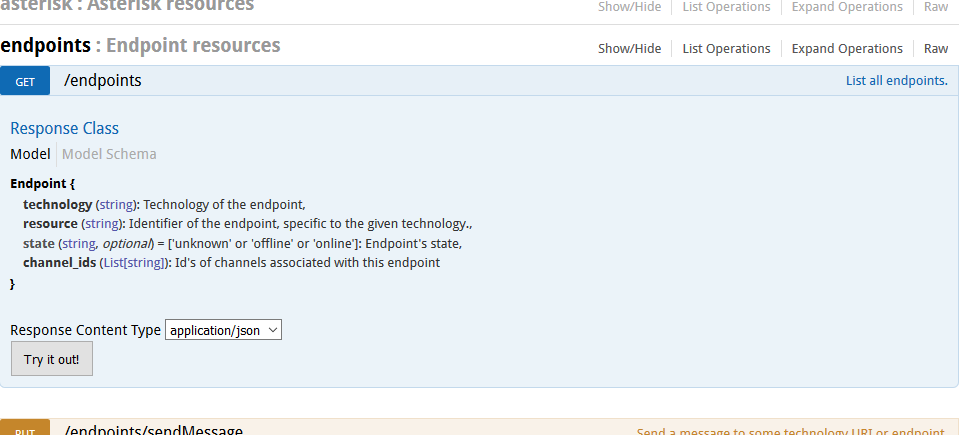 asterisk : Asterisk resources Show/Hide List Operations Expand Operations Raw
endpoints : Endpoint resources Show/Hide List Operations Expand Operations Raw
GET /endpoints List all endpoints.
Response Class
Model Model Schema
Endpoint {
technology (string): Technology of the endpoint,
resource (string): Identifier of the endpoint, specific to the given technology.,
state (string, optional) = ['unknown' or 'offline' or 'online']: Endpoint's state,
channel_ids (List[string]): Id's of channels associated with this endpoint
}
Response Content Type application/json
Try it out!
PUT /endpoints/sendMessage Send a message to some technology URI or endpoint.